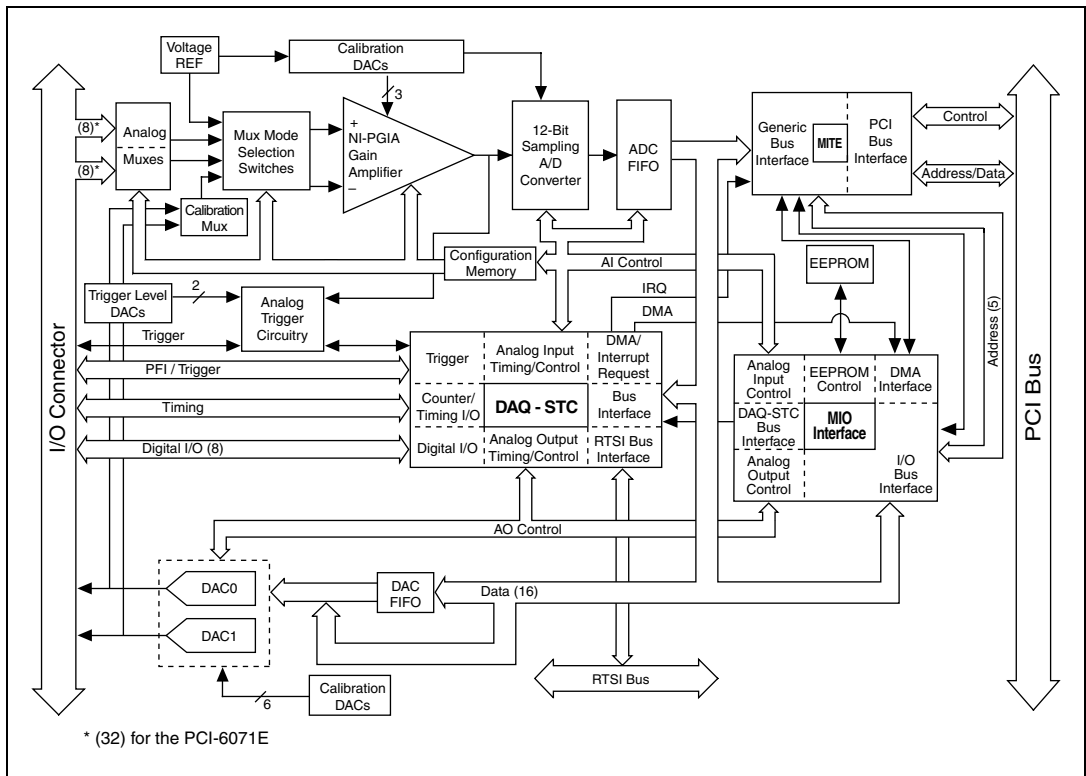 Voltage
REF
Calibration
DACs
3
(8)*
(8)*
Analog
Muxes
Mux Mode
Selection
Switches
+
NI-PGIA
Gain
Amplifier
–
12-Bit
Sampling
A/D
Converter
ADC
FIFO
Generic
Bus
Interface
MITE
PCI
Bus
Interface
Control
Address/Data
Calibration
Mux
Configuration
Memory
AI Control
EEPROM
IRQ
DMA
Address (5)
Trigger Level
DACs
2
Analog
Trigger
Circuitry
Trigger
PFI / Trigger
Timing
Digital I/O (8)
I/O Connector
PCI Bus
Trigger
Analog Input
Timing/Control
DMA/
Interrupt
Request
Counter/
Timing I/O
DAQ - STC
Bus
Interface
Digital I/O
Analog Output
Timing/Control
RTSI Bus
Interface
Analog
Input
Control
EEPROM
Control
DMA
Interface
DAQ-STC
Bus
Interface
MIO
Interface
Analog
Output
Control
I/O
Bus
Interface
AO Control
DAC0
DAC1
DAC
FIFO
Data (16)
6
Calibration
DACs
RTSI Bus
* (32) for the PCI-6071E